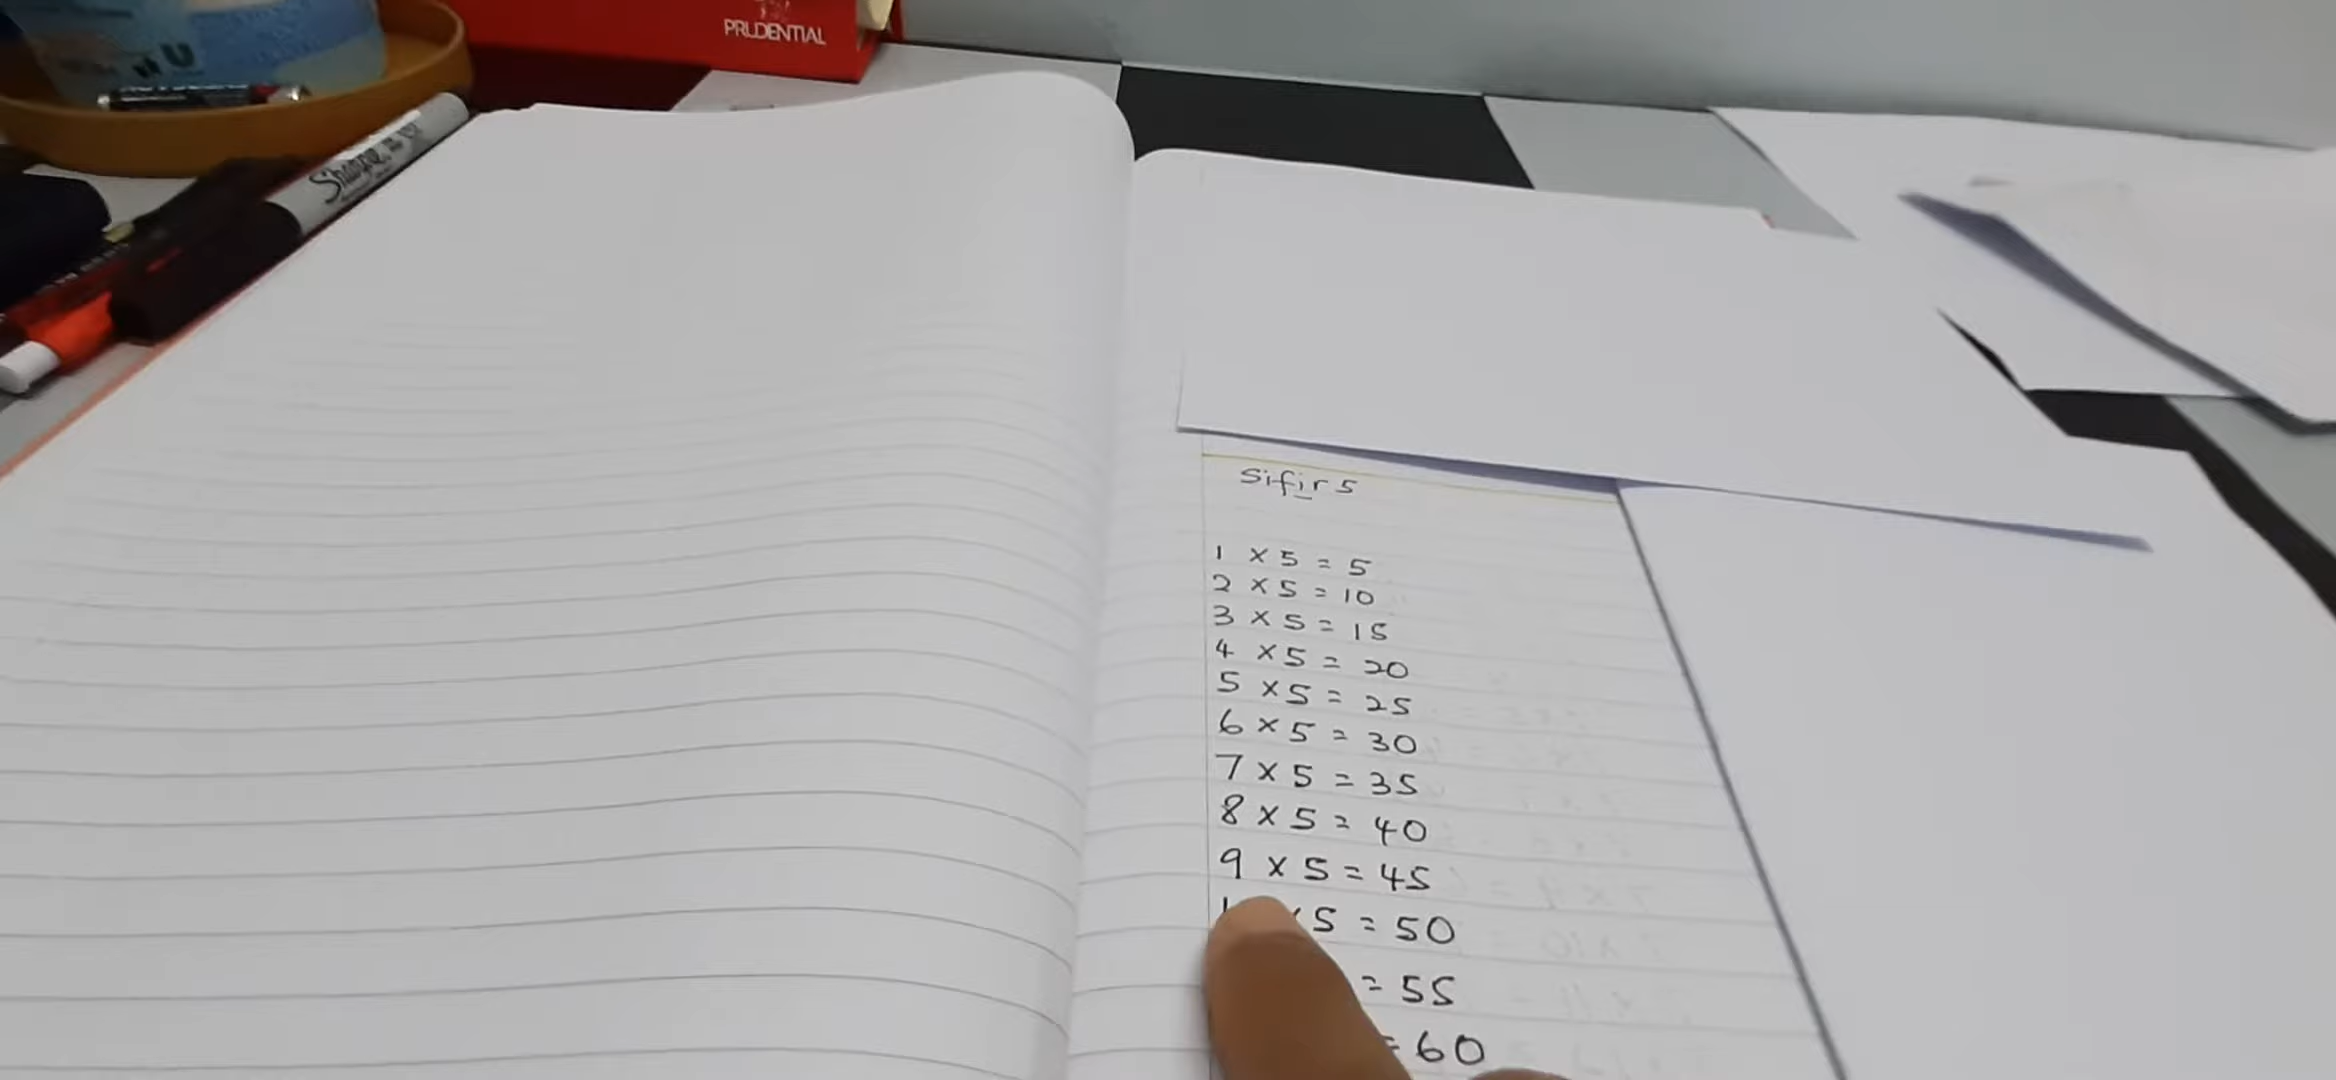 PRUDENTIAL
Sharpie
Sifir 5
1 × 5 = 5
2 × 5 = 10
3 × 5 = 15
4 × 5 = 20
5 × 5 = 25
6 × 5 = 30
7 × 5 = 35
8 × 5 = 40
9 × 5 = 45
1 × 5 = 50
= 55
= 60